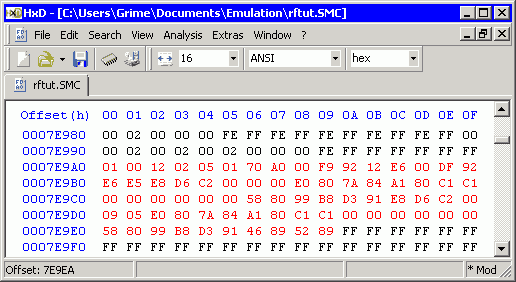 HxD - [C:\Users\Grime\Documents\Emulation\rftut.SMC]
File Edit Search View Analysis Extras Window ?
16 ANSI hex
rftut.SMC
Offset(h) 00 01 02 03 04 05 06 07 08 09 0A 0B 0C 0D 0E 0F
0007E980 00 02 00 00 00 FE FE FF FE FF FE FF FE FF FF 00
0007E990 00 02 00 02 00 02 00 00 00 FE FF FF FF FF FF FF
0007E9A0 01 00 12 02 05 01 70 A0 00 F9 92 12 E6 00 DF 92
0007E9B0 E6 E5 E8 D6 C2 00 00 00 E0 80 7A 84 A1 80 C1 C1
0007E9C0 00 00 00 00 00 00 58 80 99 B8 D3 91 E8 D6 C2 00
0007E9D0 09 05 E0 80 7A 84 A1 80 C1 C1 00 00 00 00 00 00
0007E9E0 58 80 99 B8 D3 91 46 89 52 89 FF FF FF FF FF FF
0007E9F0 FF FF FF FF FF FF FF FF FF FF FF FF FF FF FF FF
Offset: 7E9EA * Mod